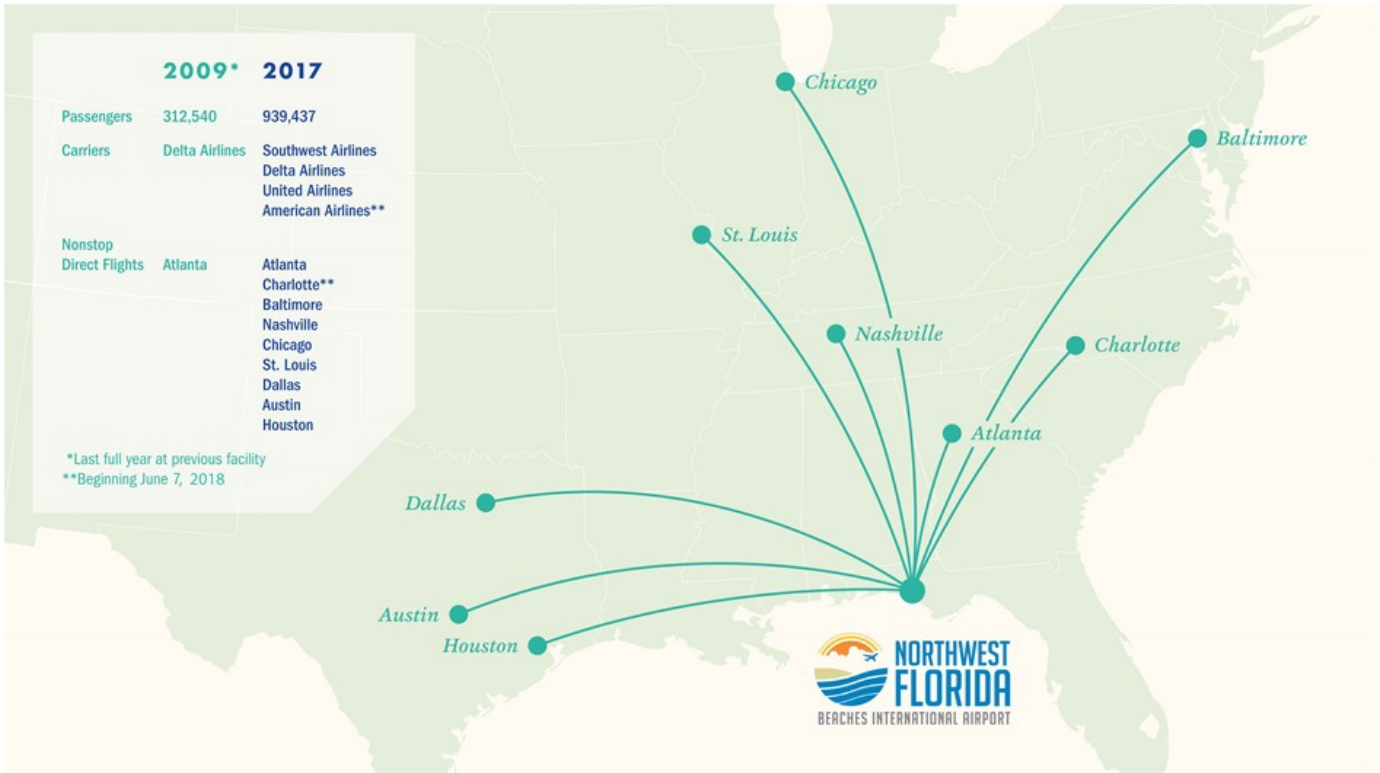 2009* 2017
Passengers 312,540 939,437
Carriers Delta Airlines Southwest Airlines
Delta Airlines
United Airlines
American Airlines**
Nonstop
Direct Flights Atlanta Atlanta
Charlotte**
Baltimore
Nashville
Chicago
St. Louis
Dallas
Austin
Houston
*Last full year at previous facility
**Beginning June 7, 2018
Chicago
Baltimore
St. Louis
Nashville
Charlotte
Atlanta
Dallas
Austin
Houston
NORTHWEST
FLORIDA
BEACHES INTERNATIONAL AIRPORT